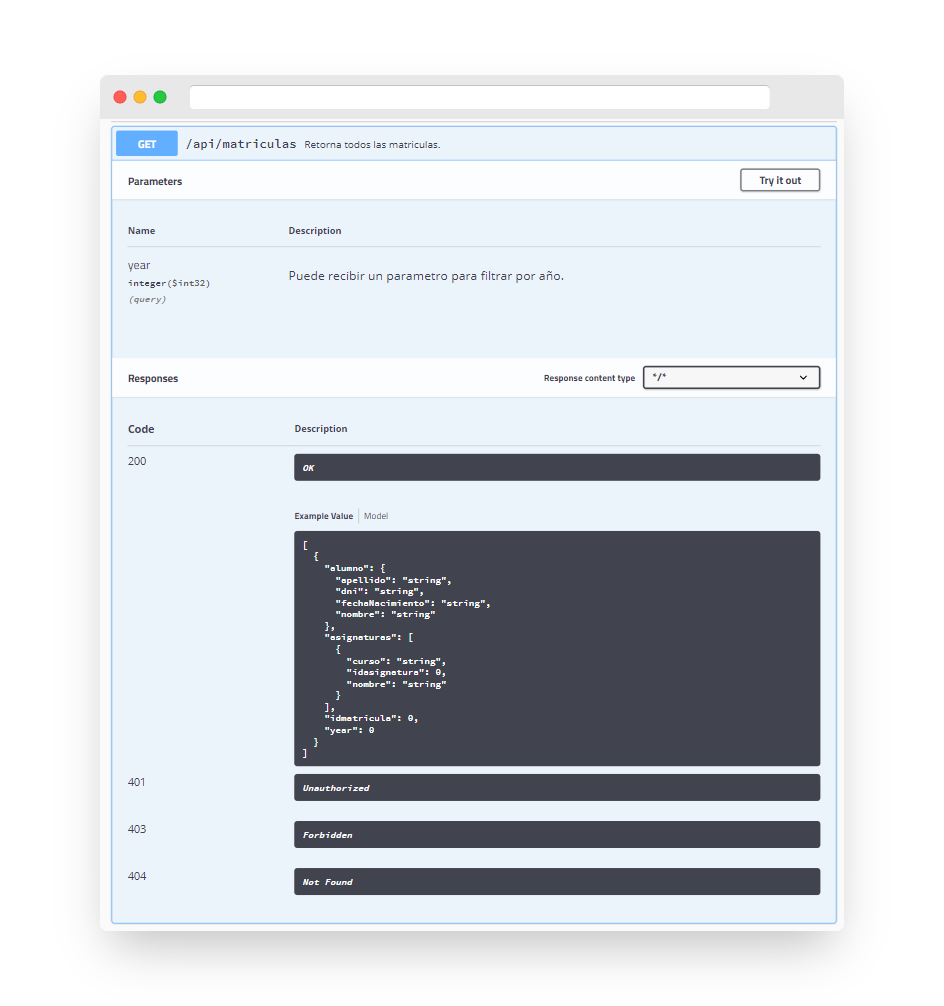 GET /api/matriculas Retorna todos las matriculas.
Parameters Try it out
Name Description
year
integer($int32)
(query)
Puede recibir un parametro para filtrar por año.
Responses Response content type */*
Code Description
200 OK
Example Value Model
[
  {
    "alumno": {
      "apellido": "string",
      "dni": "string",
      "fechaNacimiento": "string",
      "nombre": "string"
    },
    "asignaturas": [
      {
        "curso": "string",
        "idasignatura": 0,
        "nombre": "string"
      }
    ],
    "idmatricula": 0,
    "year": 0
  }
]
401 Unauthorized
403 Forbidden
404 Not Found